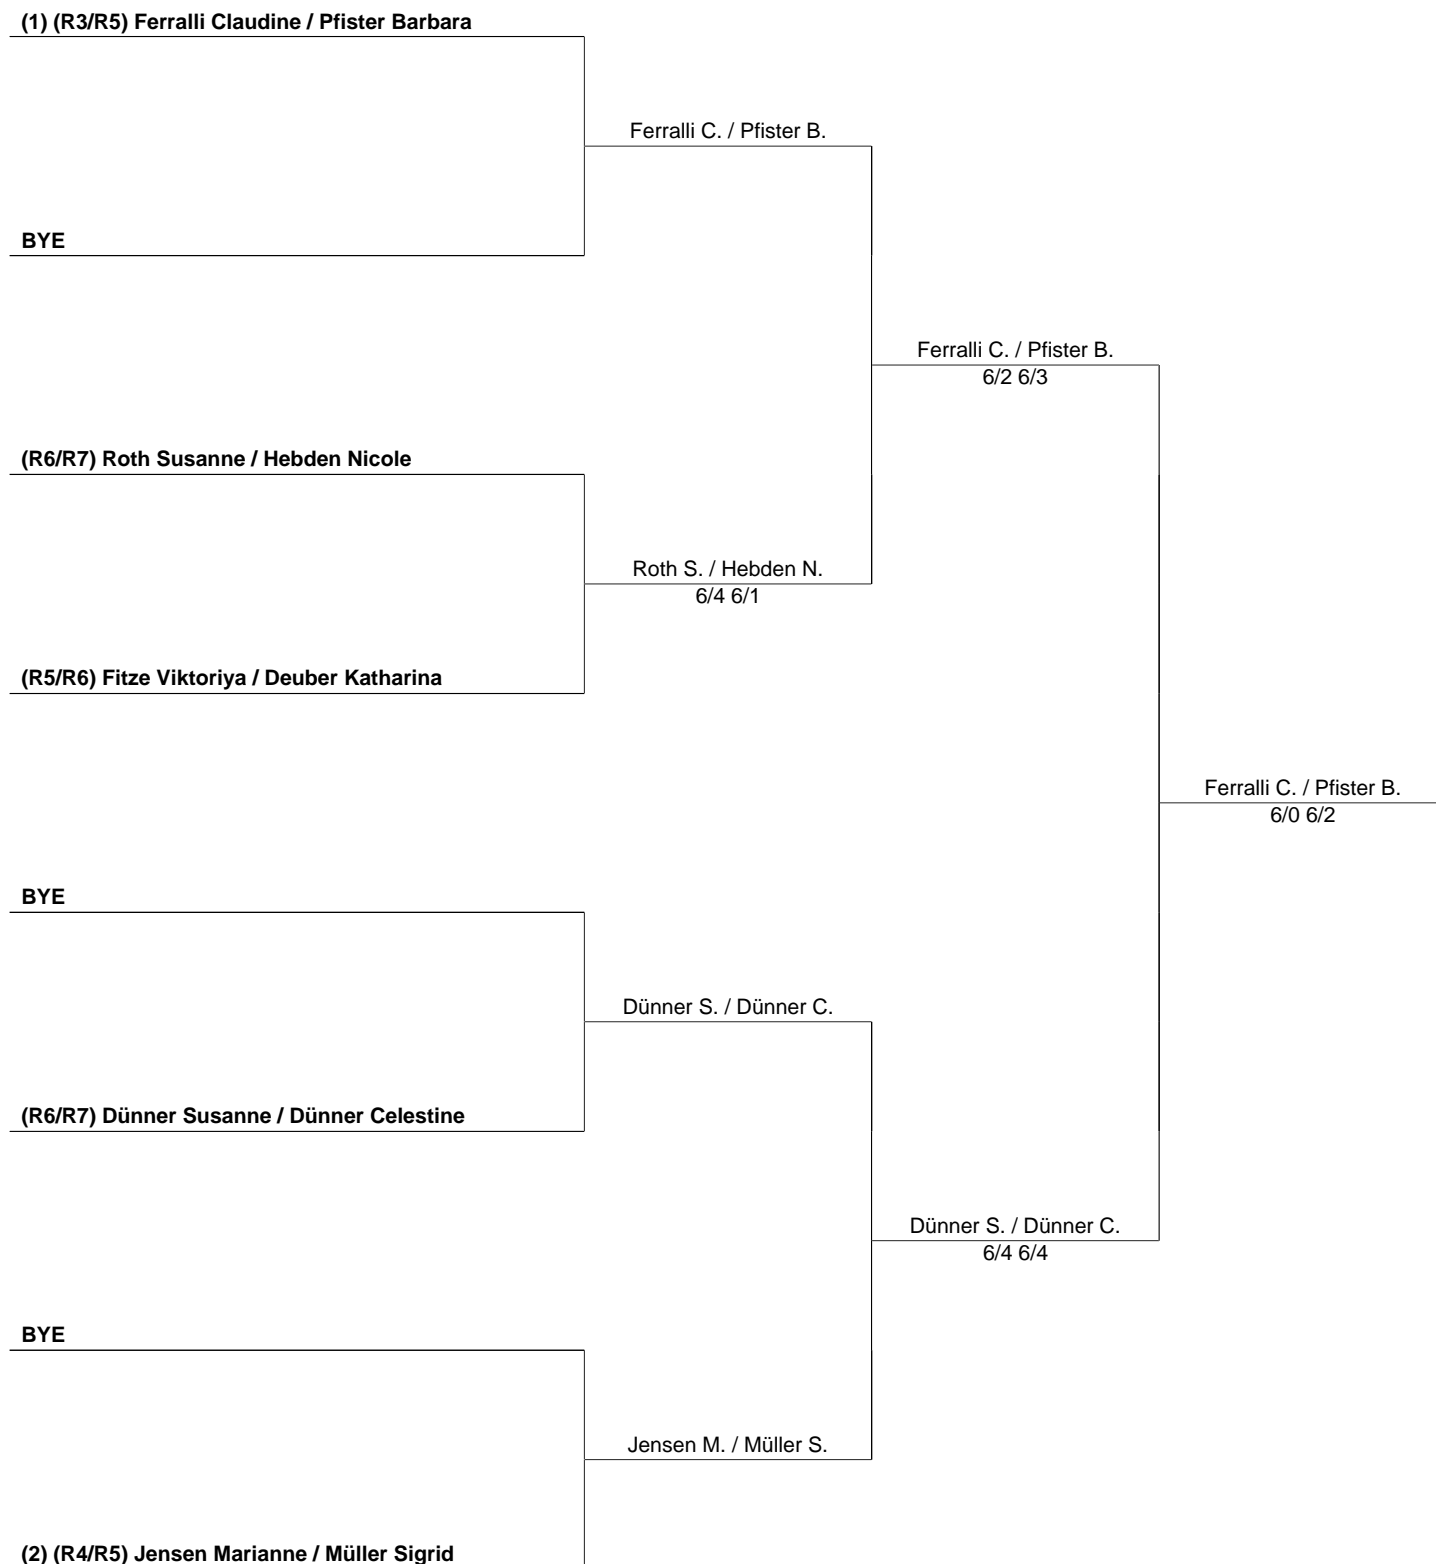 (1) (R3/R5) Ferralli Claudine / Pfister Barbara
Ferralli C. / Pfister B.
BYE
Ferralli C. / Pfister B.
6/2 6/3
(R6/R7) Roth Susanne / Hebden Nicole
Roth S. / Hebden N.
6/4 6/1
(R5/R6) Fitze Viktoriya / Deuber Katharina
Ferralli C. / Pfister B.
6/0 6/2
BYE
Dünner S. / Dünner C.
(R6/R7) Dünner Susanne / Dünner Celestine
Dünner S. / Dünner C.
6/4 6/4
BYE
Jensen M. / Müller S.
(2) (R4/R5) Jensen Marianne / Müller Sigrid